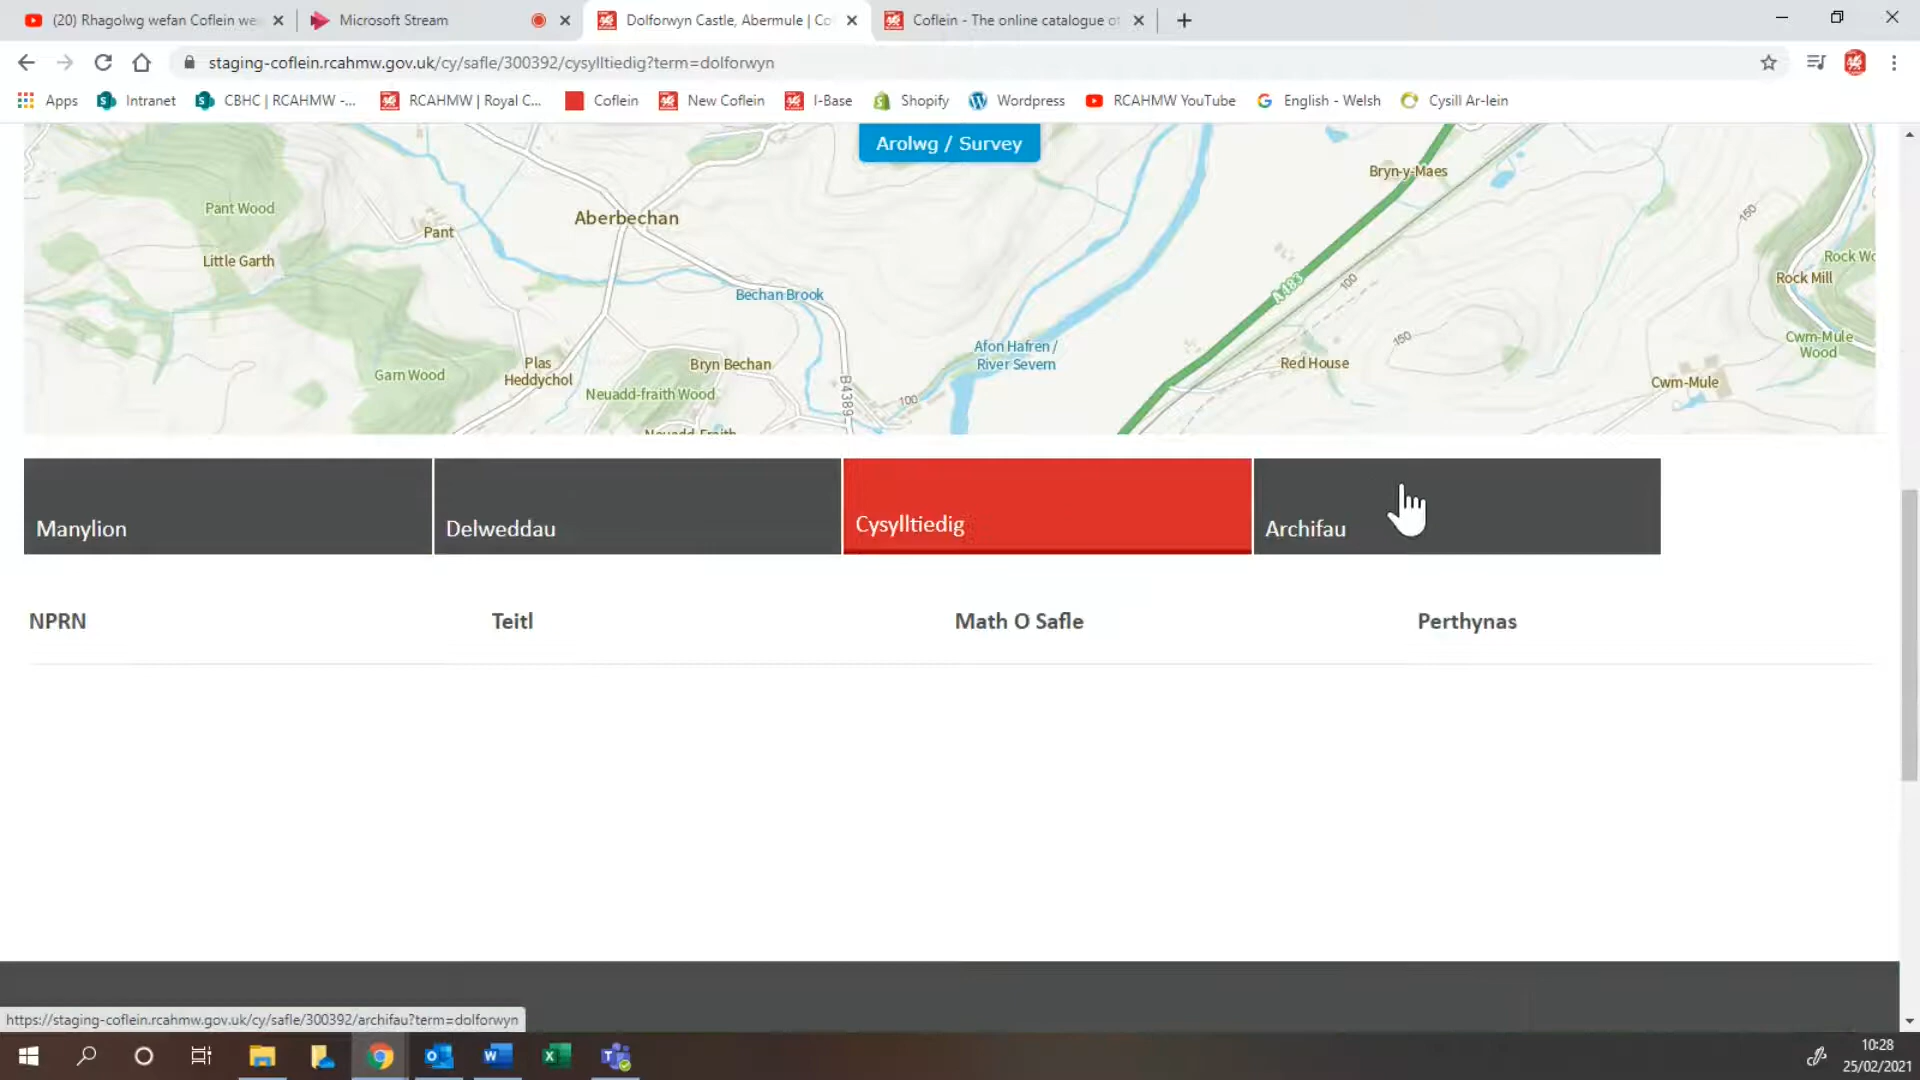 (20) Rhagolwg wefan Coflein we
Microsoft Stream
Dolforwyn Castle, Abermule | Co
Coflein - The online catalogue o
staging-coflein.rcahmw.gov.uk/cy/safle/300392/cysylltiedig?term=dolforwyn
Apps
Intranet
CBHC | RCAHMW -...
RCAHMW | Royal C...
Coflein
New Coflein
I-Base
Shopify
Wordpress
RCAHMW YouTube
English - Welsh
Cysill Ar-lein
Arolwg / Survey
Bryn-y-Maes
Pant Wood
Aberbechan
150
Pant
Little Garth
Rock Wo
Rock Mill
A483
100
Bechan Brook
150
Afon Hafren /
River Severn
Cwm-Mule
Wood
Plas
Heddychol
Bryn Bechan
Red House
Garn Wood
Neuadd-fraith Wood
B4389
100
Cwm-Mule
Neuadd-Fraith
Manylion
Delweddau
Cysylltiedig
Archifau
NPRN
Teitl
Math O Safle
Perthynas
https://staging-coflein.rcahmw.gov.uk/cy/safle/300392/archifau?term=dolforwyn
10:28
25/02/2021